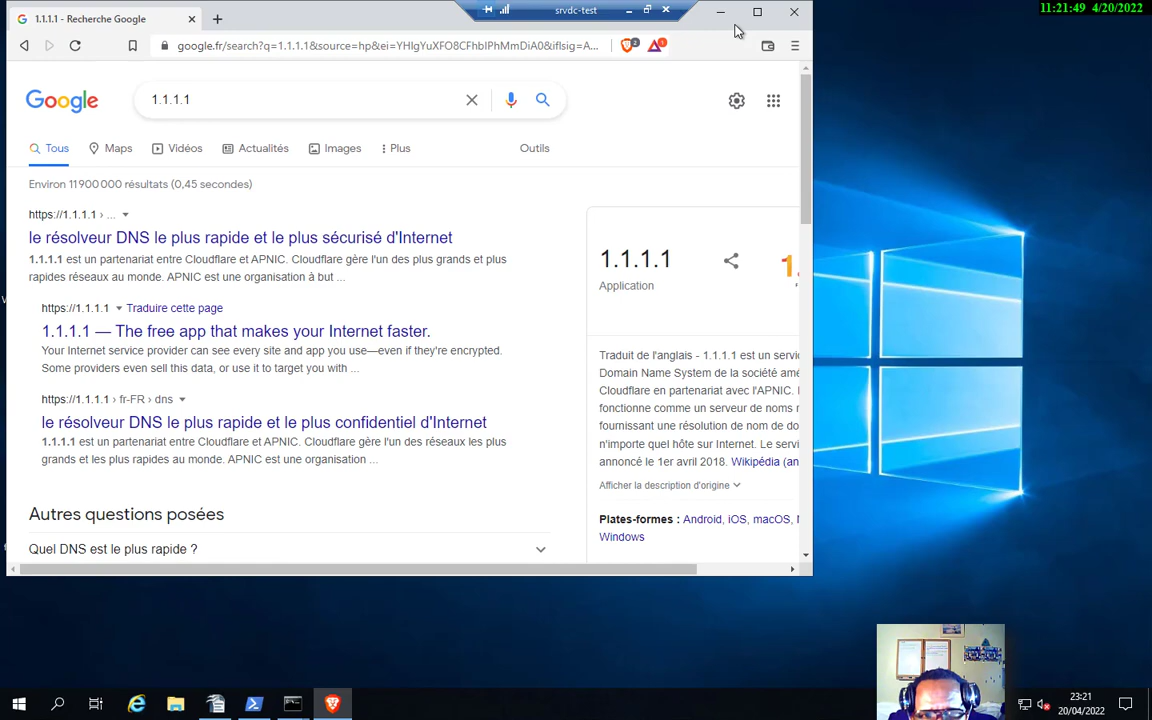 1.1.1.1 - Recherche Google
srvdc-test
11:21:49 4/20/2022
google.fr/search?q=1.1.1.1&source=hp&ei=YHIgYuXFO8CFhbIPhMmDiA0&iflsig=A...
2
1
Google
1.1.1.1
Tous
Maps
Vidéos
Actualités
Images
Plus
Outils
Environ 11 900 000 résultats (0,45 secondes)
https://1.1.1.1 › ...
le résolveur DNS le plus rapide et le plus sécurisé d'Internet
1.1.1.1 est un partenariat entre Cloudflare et APNIC. Cloudflare gère l'un des plus grands et plus
rapides réseaux au monde. APNIC est une organisation à but ...
https://1.1.1.1 Traduire cette page
1.1.1.1 — The free app that makes your Internet faster.
Your Internet service provider can see every site and app you use—even if they're encrypted.
Some providers even sell this data, or use it to target you with ...
https://1.1.1.1 › fr-FR › dns
le résolveur DNS le plus rapide et le plus confidentiel d'Internet
1.1.1.1 est un partenariat entre Cloudflare et APNIC. Cloudflare gère l'un des réseaux les plus
grands et les plus rapides au monde. APNIC est une organisation ...
Autres questions posées
Quel DNS est le plus rapide ?
1.1.1.1
Application
Traduit de l'anglais - 1.1.1.1 est un servic
Domain Name System de la société amé
Cloudflare en partenariat avec l'APNIC. l
fonctionne comme un serveur de noms r
fournissant une résolution de nom de do
n'importe quel hôte sur Internet. Le servi
annoncé le 1er avril 2018. Wikipédia (an
Afficher la description d'origine
Plates-formes : Android, iOS, macOS,
Windows
23:21
20/04/2022